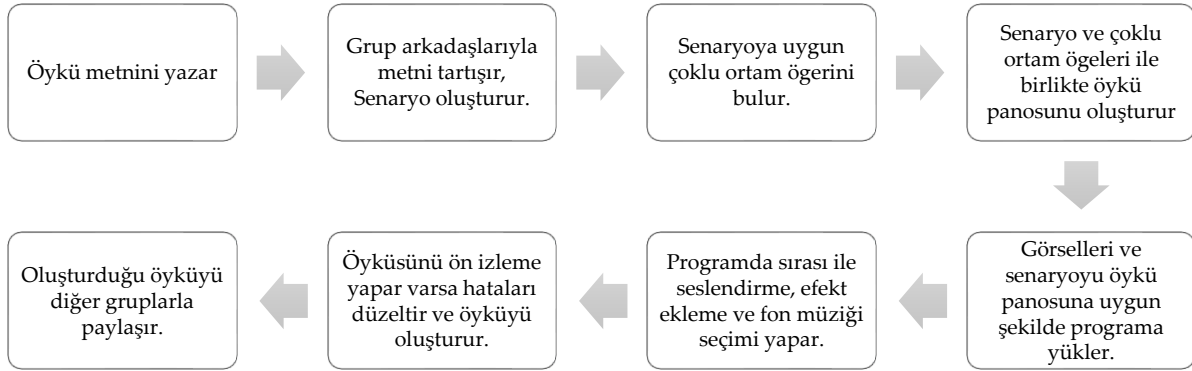 Öykü metnini yazar
Grup arkadaşlarıyla
metni tartışır,
Senaryo oluşturur.
Senaryoya uygun
çoklu ortam ögerini
bulur.
Senaryo ve çoklu
ortam ögeleri ile
birlikte öykü
panosunu oluşturur
Görselleri ve
senaryoyu öykü
panosuna uygun
şekilde programa
yükler.
Programda sırası ile
seslendirme, efekt
ekleme ve fon müziği
seçimi yapar.
Öyküsünü ön izleme
yapar varsa hataları
düzeltir ve öyküyü
oluşturur.
Oluşturduğu öyküyü
diğer gruplarla
paylaşır.